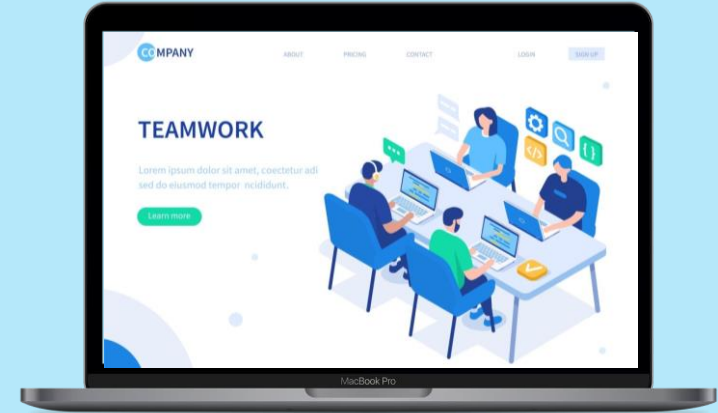 COMPANY
ABOUT PRICING CONTACT LOGIN SIGN UP
TEAMWORK
Lorem ipsum dolor sit amet, coectetur adi
sed do eiusmod tempor ncididunt.
Learn more
MacBook Pro